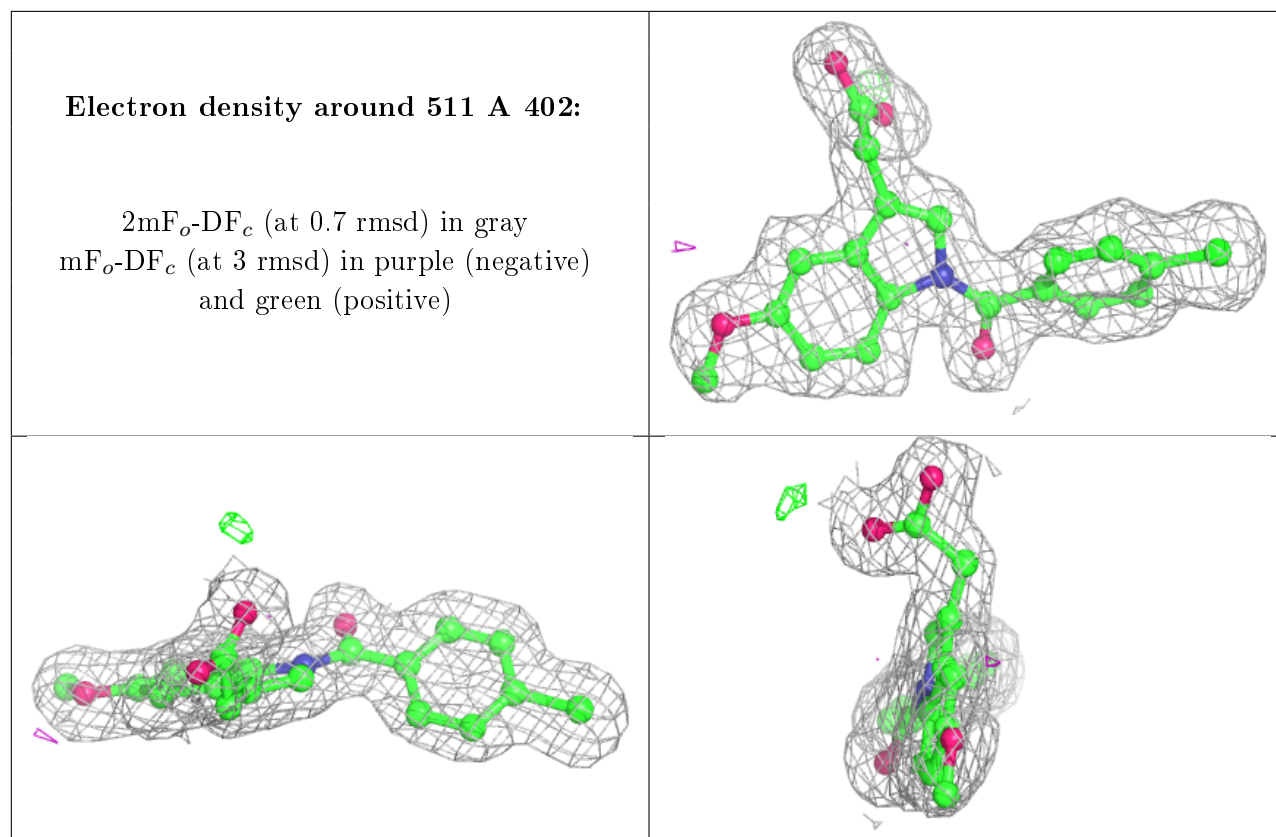 Electron density around 511 A 402:
2mFₒ-DF𝒸 (at 0.7 rmsd) in gray
mFₒ-DF𝒸 (at 3 rmsd) in purple (negative)
and green (positive)